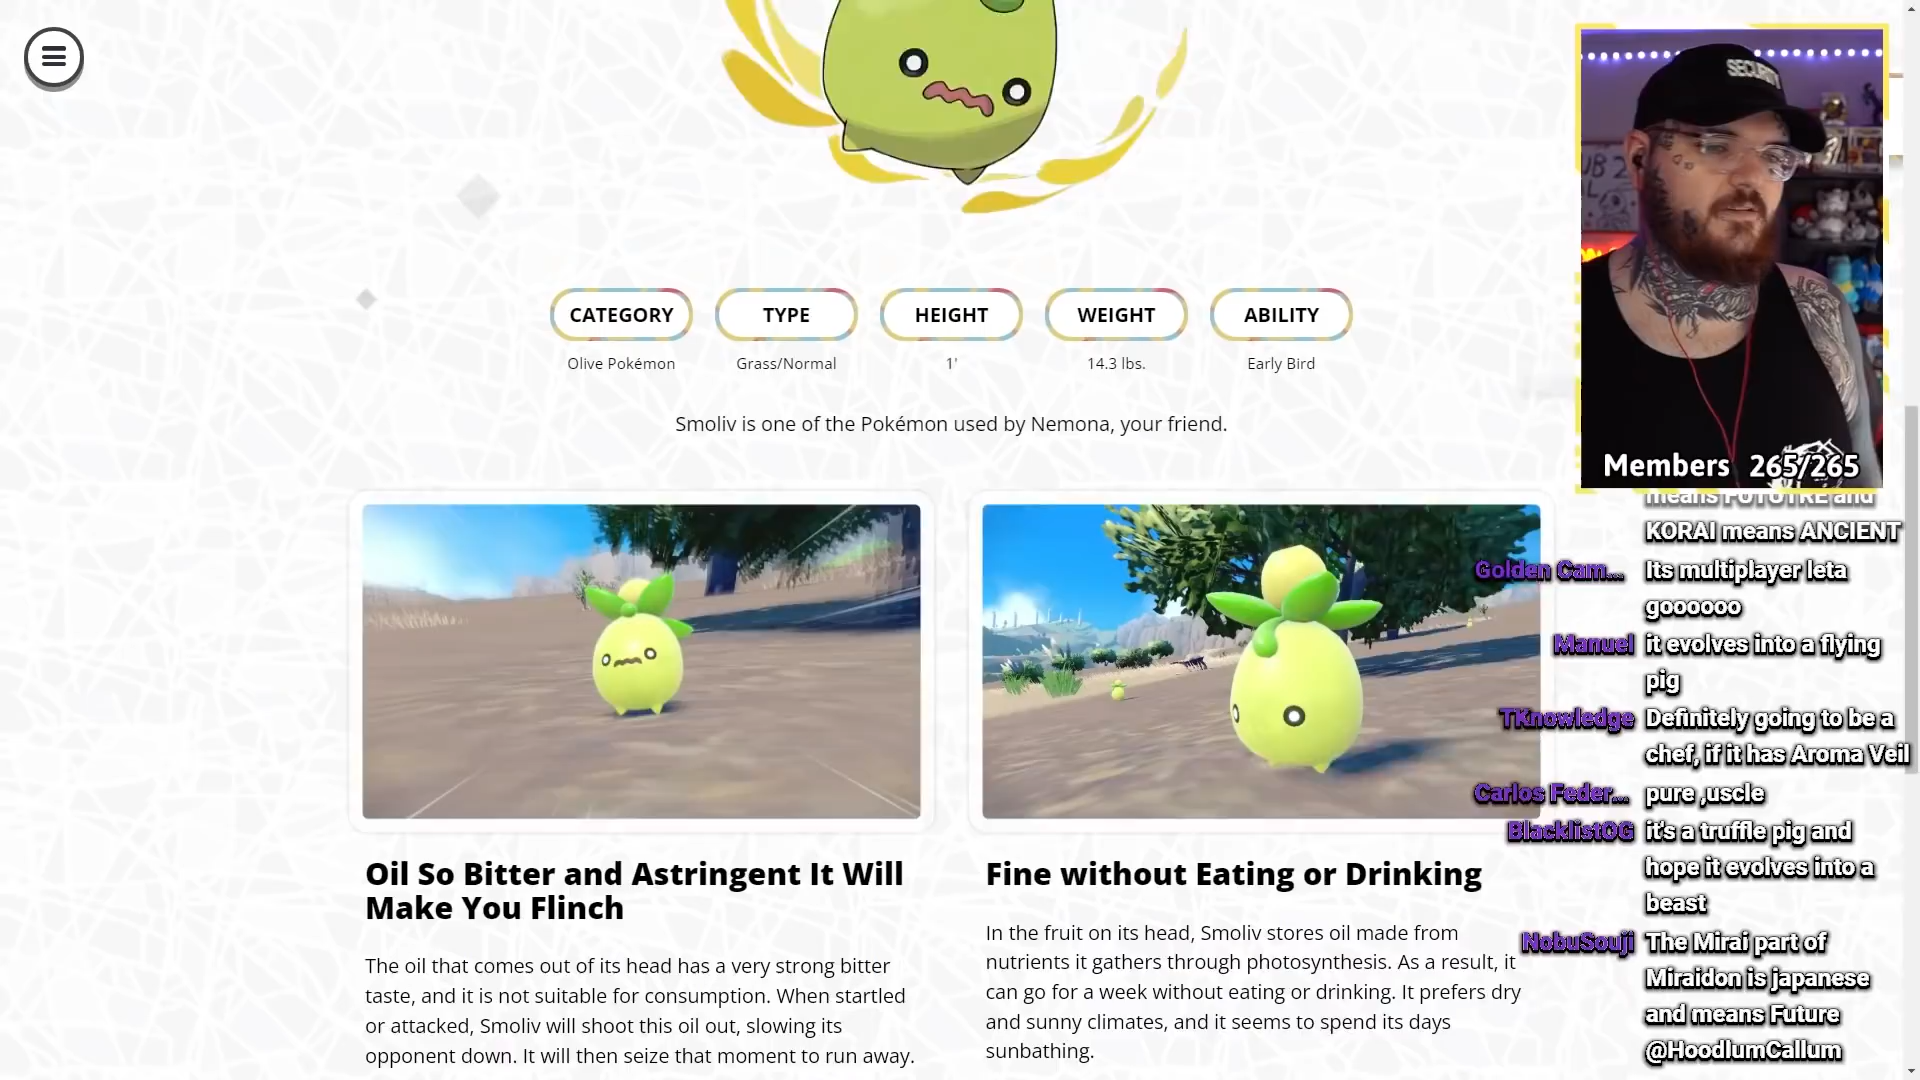 SECURITY
CATEGORY
TYPE
HEIGHT
WEIGHT
ABILITY
Olive Pokémon
Grass/Normal
1'
14.3 lbs.
Early Bird
Smoliv is one of the Pokémon used by Nemona, your friend.
Oil So Bitter and Astringent It Will
Make You Flinch
The oil that comes out of its head has a very strong bitter
taste, and it is not suitable for consumption. When startled
or attacked, Smoliv will shoot this oil out, slowing its
opponent down. It will then seize that moment to run away.
Fine without Eating or Drinking
In the fruit on its head, Smoliv stores oil made from
nutrients it gathers through photosynthesis. As a result, it
can go for a week without eating or drinking. It prefers dry
and sunny climates, and it seems to spend its days
sunbathing.
Members 265/265
means FUTUTRE and
KORAI means ANCIENT
Golden Cam... Its multiplayer leta
goooooo
Manuel it evolves into a flying
pig
TKnowledge Definitely going to be a
chef, if it has Aroma Veil
Carlos Feder... pure ,uscle
BlacklistOG it's a truffle pig and
hope it evolves into a
beast
NobuSouji The Mirai part of
Miraidon is japanese
and means Future
@HoodlumCallum